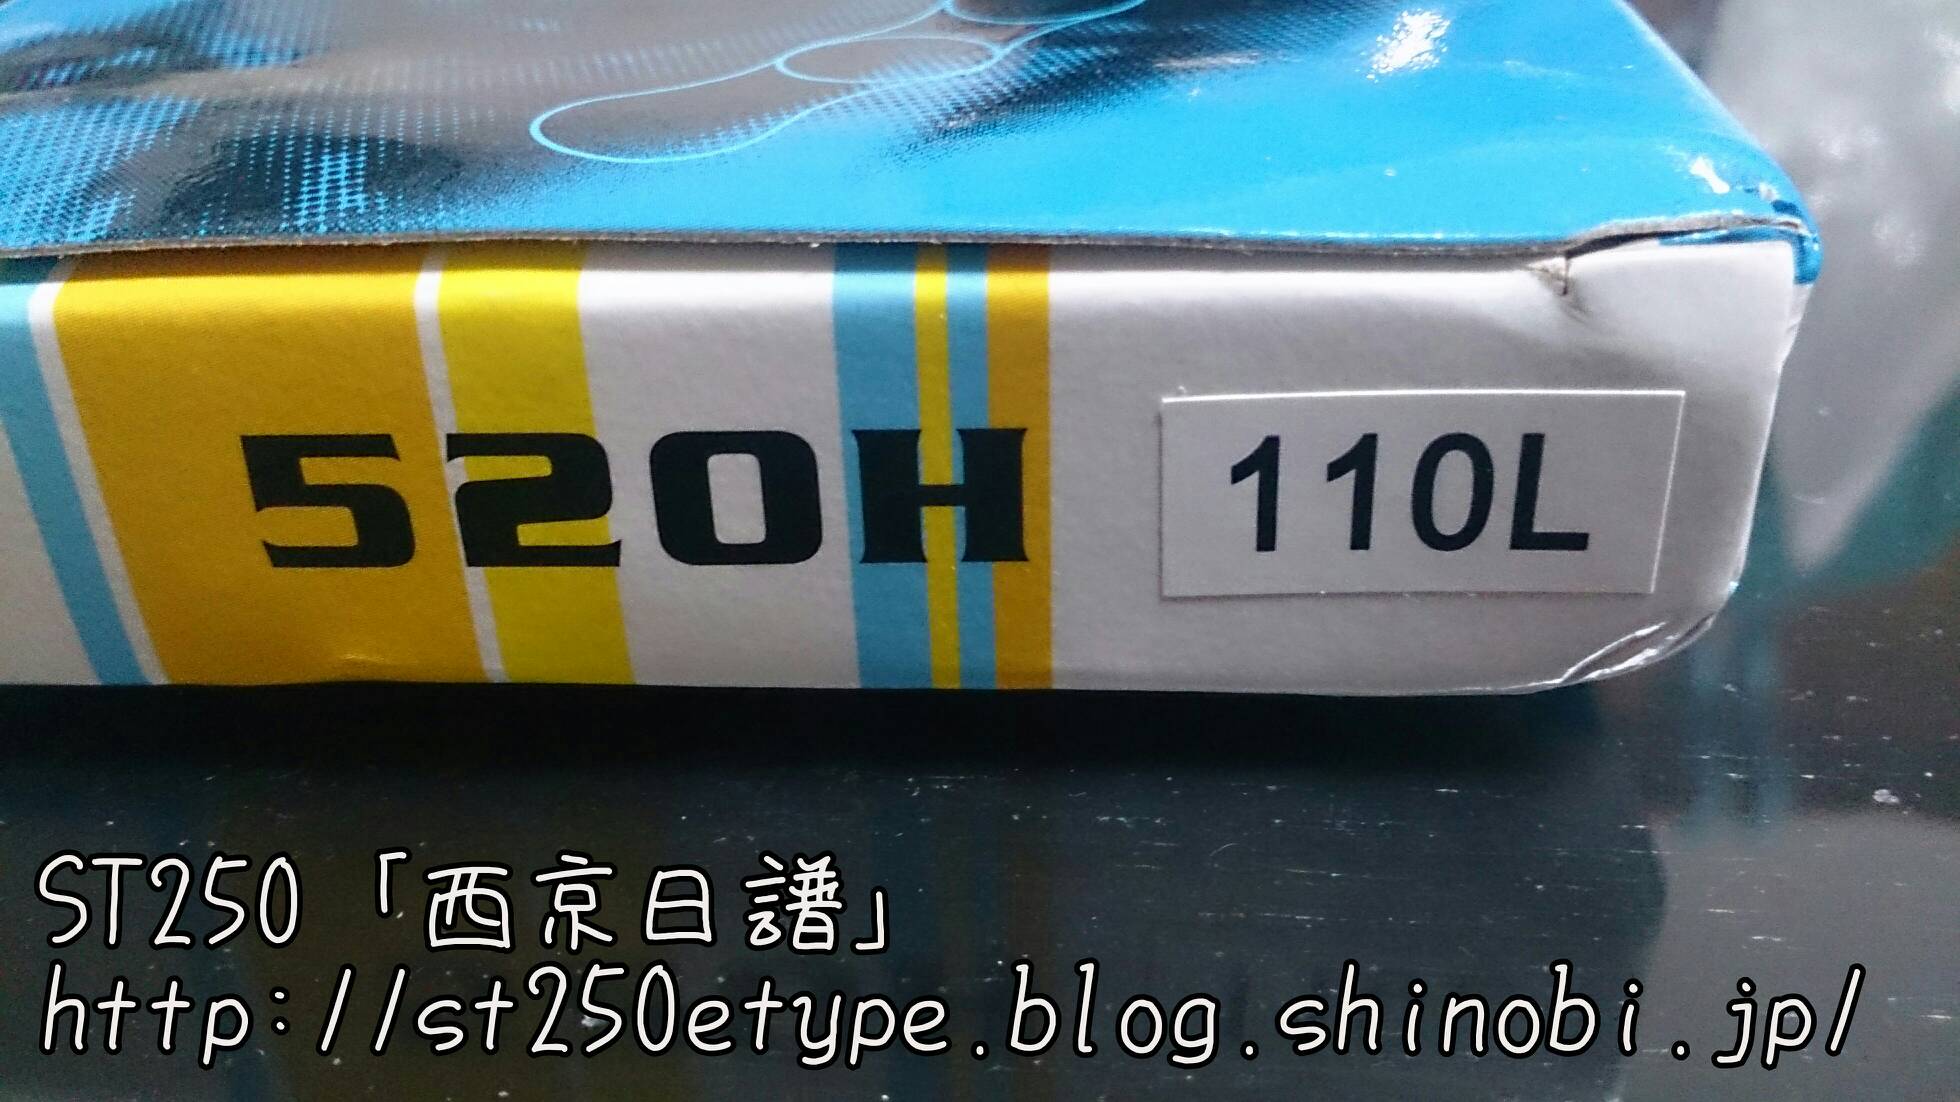 520H 110L
ST250「西京日譜」
http://st250etype.blog.shinobi.jp/